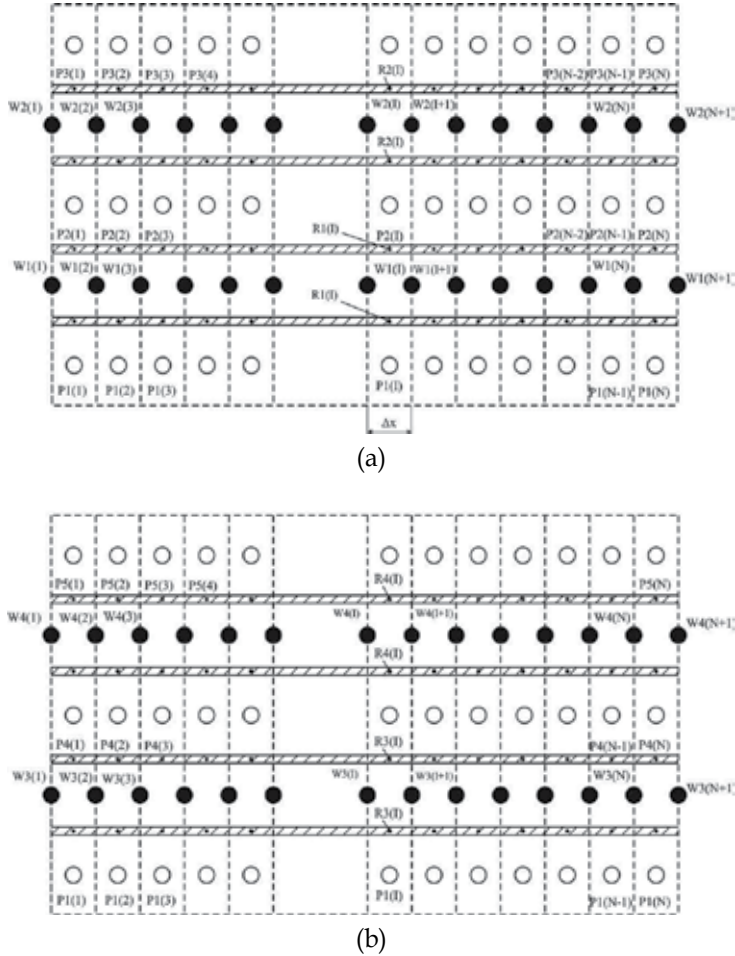 P3(1) P3(2) P3(3) P3(4) R2(I) P3(N-2) P3(N-1) P3(N)
W2(1) W2(2) W2(3) W2(I) W2(I+1) W2(N) W2(N+1)
R2(I)
P2(1) P2(2) P2(3) R1(I) P2(I) P2(N-2) P2(N-1) P2(N)
W1(1) W1(2) W1(3) W1(I) W1(I+1) W1(N) W1(N+1)
R1(I)
P1(1) P1(2) P1(3) P1(I) P1(N-1) P1(N)
Δx
(a)
P5(1) P5(2) P5(3) P5(4) R4(I) P5(N)
W4(1) W4(2) W4(3) W4(I) W4(I+1) W4(N) W4(N+1)
R4(I)
P4(1) P4(2) P4(3) R3(I) P4(N-1) P4(N)
W3(1) W3(2) W3(3) W3(I) W3(I+1) W3(N) W3(N+1)
R3(I)
P1(1) P1(2) P1(3) P1(I) P1(N-1) P1(N)
(b)